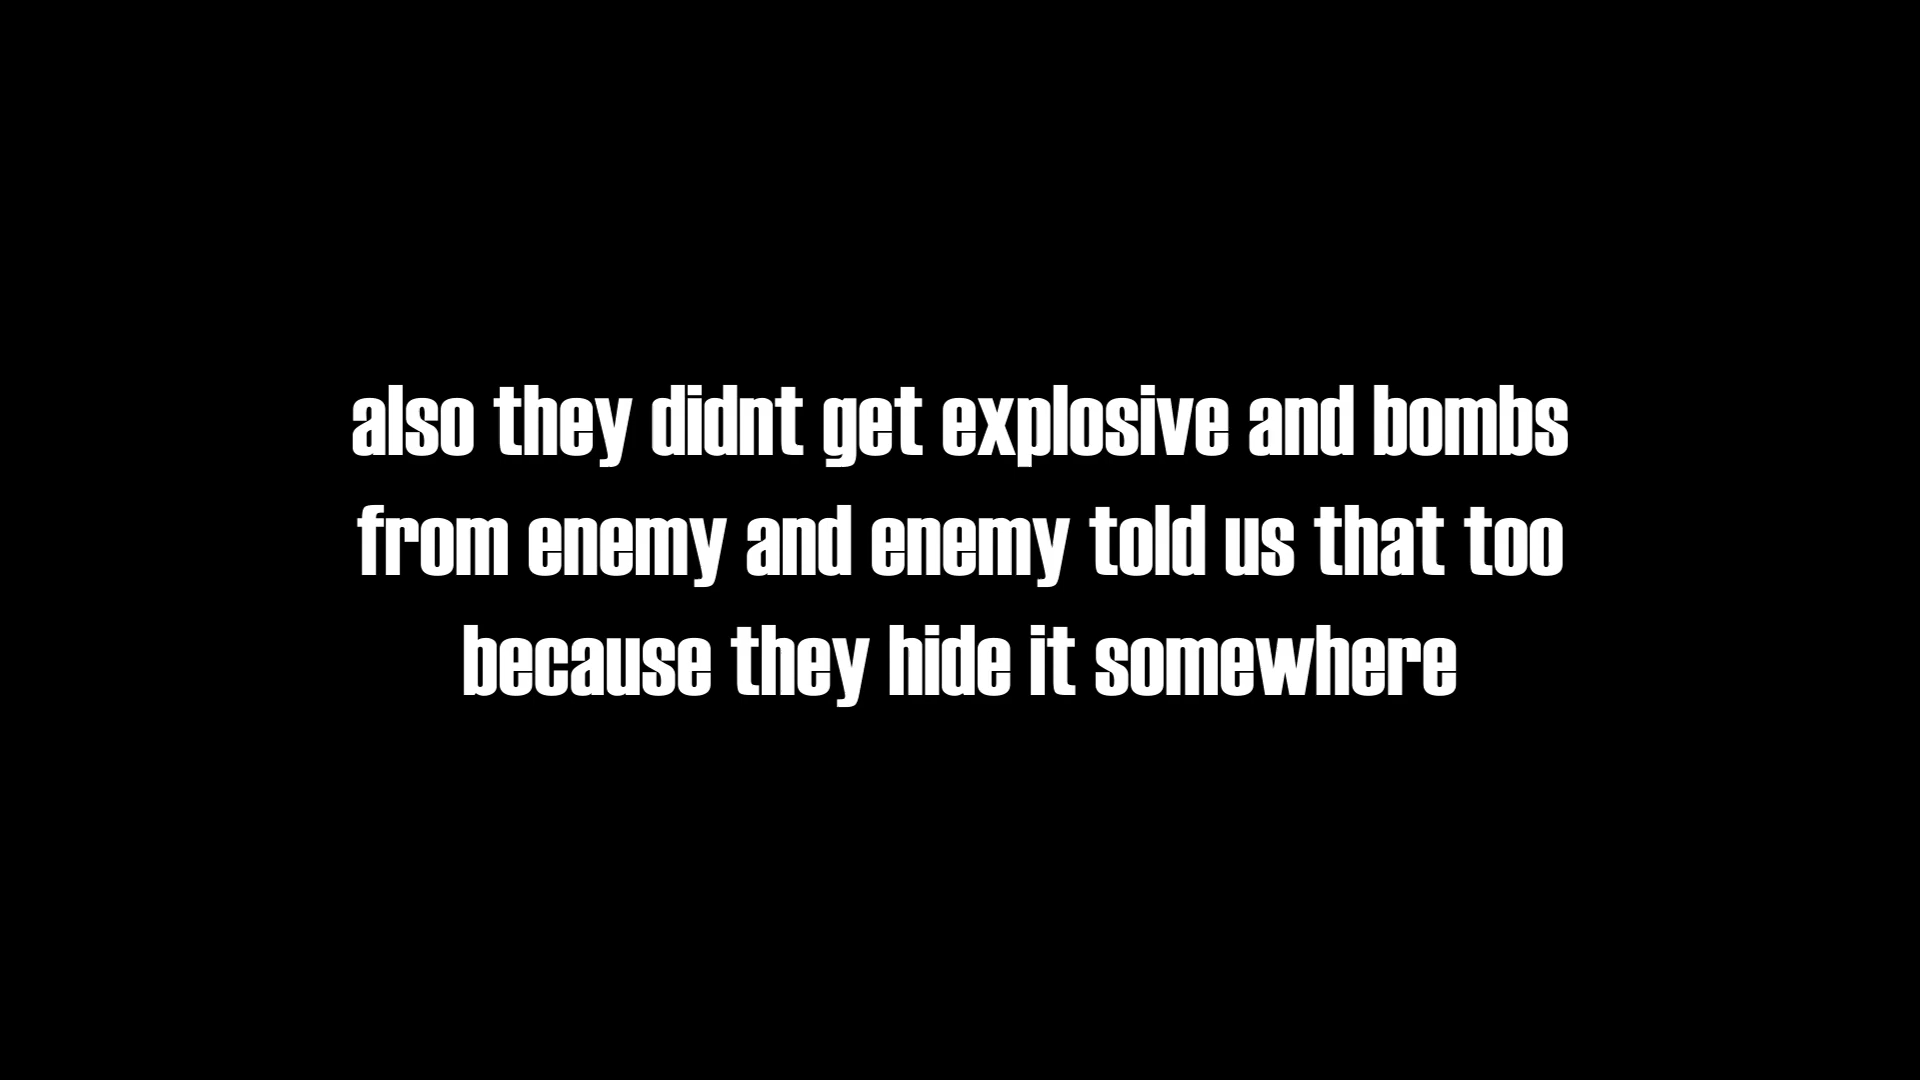 also they didnt get explosive and bombs
from enemy and enemy told us that too
because they hide it somewhere